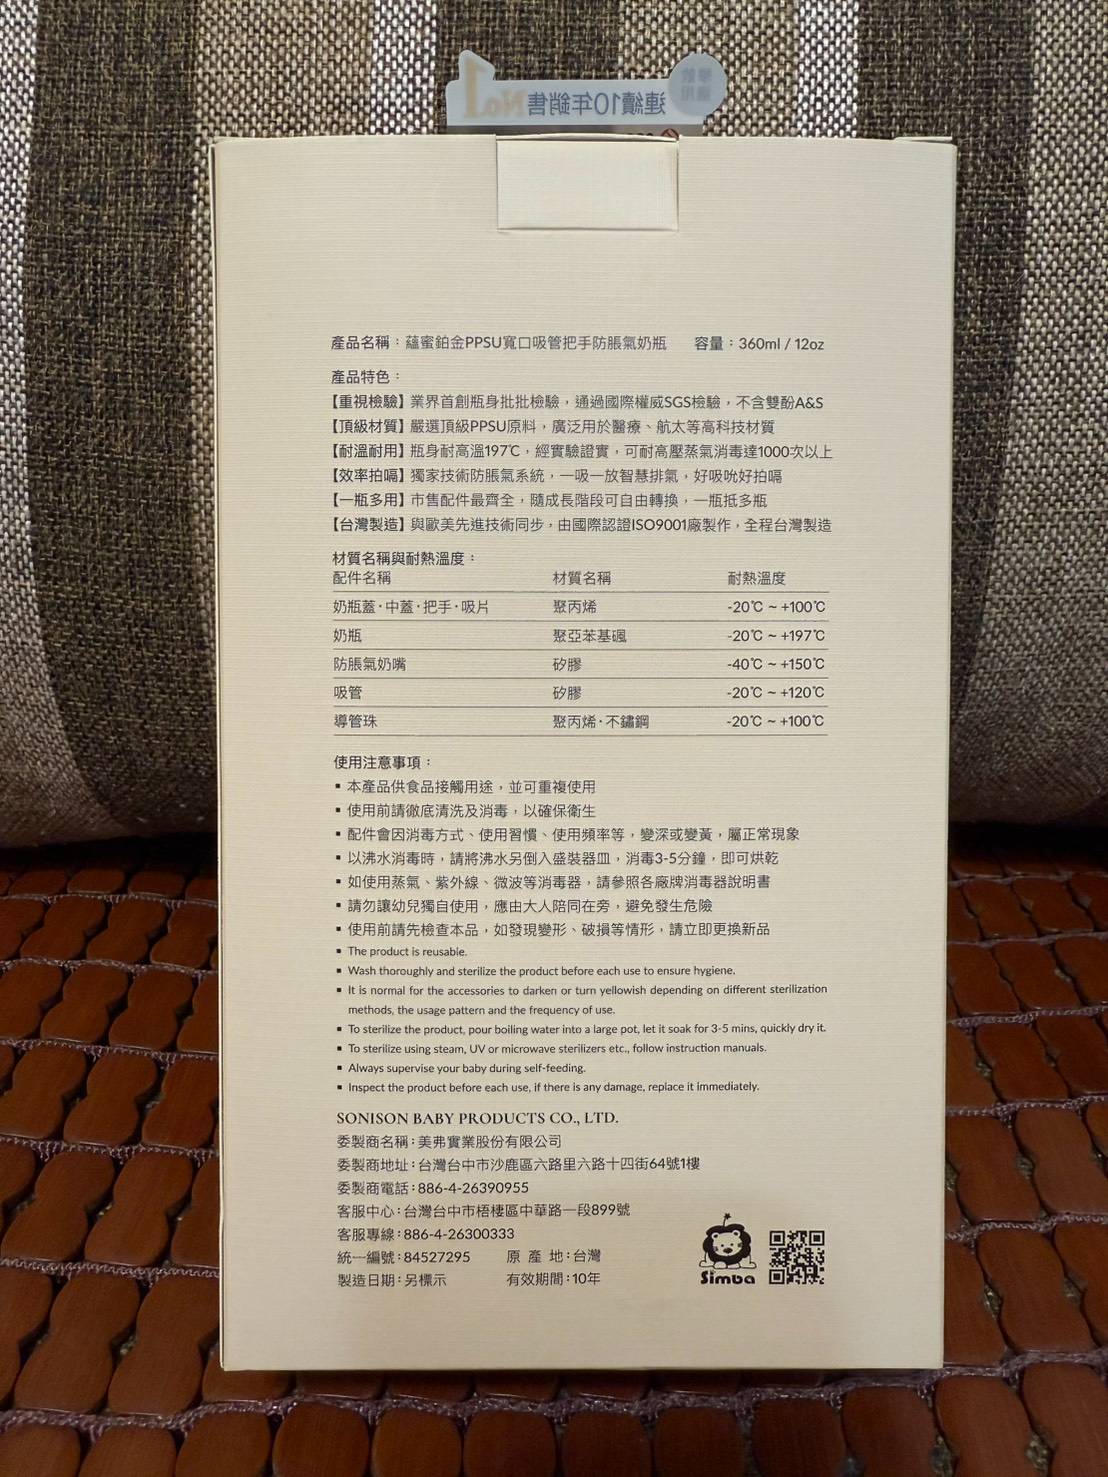 連續10年銷售No1
學飲適用
產品名稱：蘊蜜鉑金PPSU寬口吸管把手防脹氣奶瓶 容量：360ml / 12oz
產品特色：
【重視檢驗】業界首創瓶身批批檢驗，通過國際權威SGS檢驗，不含雙酚A&S
【頂級材質】嚴選頂級PPSU原料，廣泛用於醫療、航太等高科技材質
【耐溫耐用】瓶身耐高溫197℃，經實驗證實，可耐高壓蒸氣消毒達1000次以上
【效率拍嗝】獨家技術防脹氣系統，一吸一放智慧排氣，好吸吮好拍嗝
【一瓶多用】市售配件最齊全，隨成長階段可自由轉換，一瓶抵多瓶
【台灣製造】與歐美先進技術同步，由國際認證ISO9001廠製作，全程台灣製造
材質名稱與耐熱溫度：
配件名稱 材質名稱 耐熱溫度
奶瓶蓋·中蓋·把手·吸片 聚丙烯 -20℃ ~ +100℃
奶瓶 聚亞苯基碸 -20℃ ~ +197℃
防脹氣奶嘴 矽膠 -40℃ ~ +150℃
吸管 矽膠 -20℃ ~ +120℃
導管珠 聚丙烯·不鏽鋼 -20℃ ~ +100℃
使用注意事項：
▪ 本產品供食品接觸用途，並可重複使用
▪ 使用前請徹底清洗及消毒，以確保衛生
▪ 配件會因消毒方式、使用習慣、使用頻率等，變深或變黃，屬正常現象
▪ 以沸水消毒時，請將沸水另倒入盛裝器皿，消毒3-5分鐘，即可烘乾
▪ 如使用蒸氣、紫外線、微波等消毒器，請參照各廠牌消毒器說明書
▪ 請勿讓幼兒獨自使用，應由大人陪同在旁，避免發生危險
▪ 使用前請先檢查本品，如發現變形、破損等情形，請立即更換新品
▪ The product is reusable.
▪ Wash thoroughly and sterilize the product before each use to ensure hygiene.
▪ It is normal for the accessories to darken or turn yellowish depending on different sterilization
methods, the usage pattern and the frequency of use.
▪ To sterilize the product, pour boiling water into a large pot, let it soak for 3-5 mins, quickly dry it.
▪ To sterilize using steam, UV or microwave sterilizers etc., follow instruction manuals.
▪ Always supervise your baby during self-feeding.
▪ Inspect the product before each use, if there is any damage, replace it immediately.
SONISON BABY PRODUCTS CO., LTD.
委製商名稱：美弗實業股份有限公司
委製商地址：台灣台中市沙鹿區六路里六路十四街64號1樓
委製商電話：886-4-26390955
客服中心：台灣台中市梧棲區中華路一段899號
客服專線：886-4-26300333
統一編號：84527295 原 產 地：台灣
製造日期：另標示 有效期間：10年
Simba